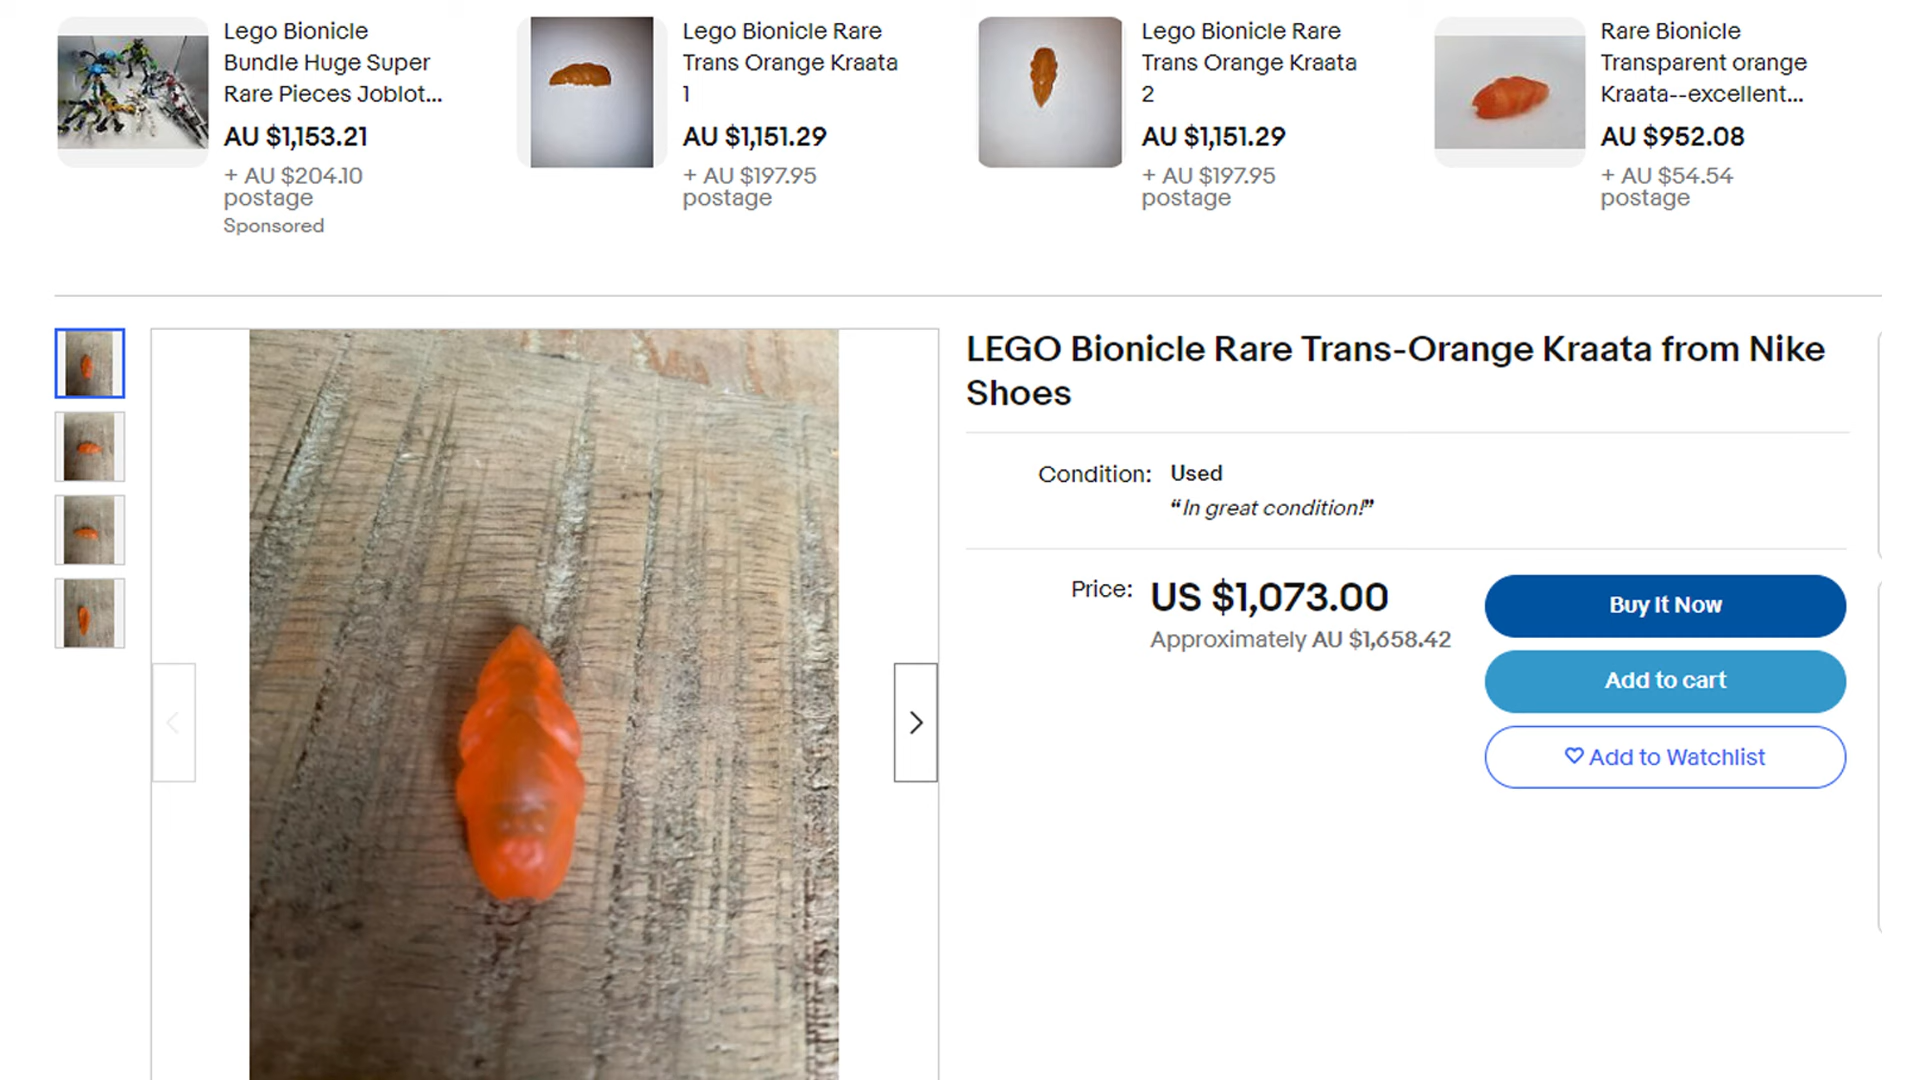 Lego Bionicle
Bundle Huge Super
Rare Pieces Joblot...
AU $1,153.21
+ AU $204.10
postage
Sponsored
Lego Bionicle Rare
Trans Orange Kraata
1
AU $1,151.29
+ AU $197.95
postage
Lego Bionicle Rare
Trans Orange Kraata
2
AU $1,151.29
+ AU $197.95
postage
Rare Bionicle
Transparent orange
Kraata--excellent...
AU $952.08
+ AU $54.54
postage
LEGO Bionicle Rare Trans-Orange Kraata from Nike
Shoes
Condition: Used
“In great condition!”
Price: US $1,073.00
Approximately AU $1,658.42
Buy It Now
Add to cart
Add to Watchlist